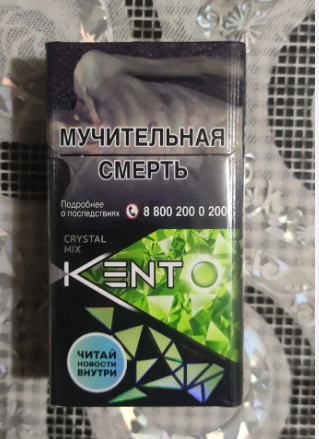 МУЧИТЕЛЬНАЯ
СМЕРТЬ
Подробнее
о последствиях
8 800 200 0 200
CRYSTAL
MIX
KENT
ЧИТАЙ
НОВОСТИ
ВНУТРИ